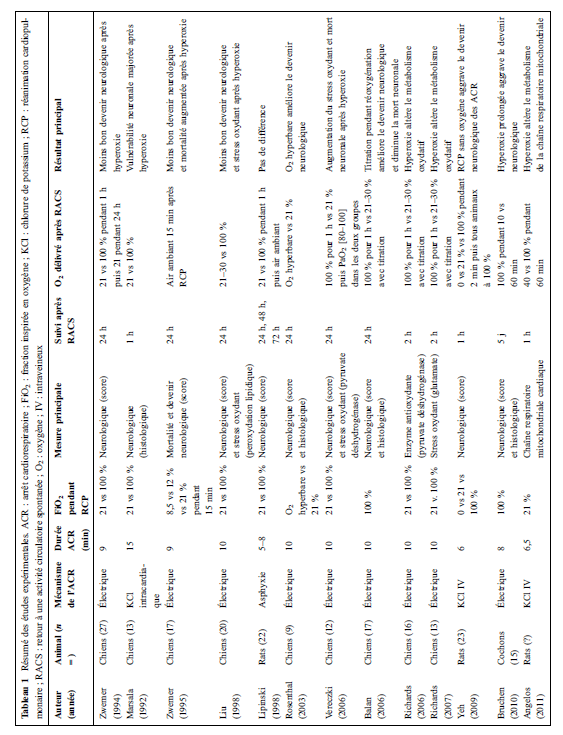 Tableau 1 Résumé des études expérimentales. ACR : arrêt cardiorespiratoire ; FiO2 : fraction inspirée en oxygène ; KCl : chlorure de potassium ; RCP : réanimation cardiopul-
monaire ; RACS : retour à une activité circulatoire spontanée ; O2 : oxygène ; IV : intraveineux
Auteur (année) Animal (n =) Mécanisme de l'ACR Durée ACR (min) FiO2 pendant RCP Mesure principale Suivi après RACS O2 délivré après RACS Résultat principal
Zwemer (1994) Chiens (27) Électrique 9 21 vs 100 % Neurologique (score) 24 h 21 vs 100 % pendant 1 h puis 21 pendant 24 h Moins bon devenir neurologique après hyperoxie
Marsala (1992) Chiens (13) KCl intracardiaque 15 21 vs 100 % Neurologique (histologique) 1 h 21 vs 100 % Vulnérabilité neuronale majorée après hyperoxie
Zwemer (1995) Chiens (17) Électrique 9 8,5 vs 12 % vs 21 % pendant 15 min Mortalité et devenir neurologique (score) 24 h Air ambiant 15 min après RCP Moins bon devenir neurologique et mortalité augmentée après hyperoxie
Liu (1998) Chiens (20) Électrique 10 21 vs 100 % Neurologique (score) et stress oxydant (peroxydation lipidique) 24 h 21–30 vs 100 % Moins bon devenir neurologique et stress oxydant après hyperoxie
Lipinski (1998) Rats (22) Asphyxie 5–8 21 vs 100 % Neurologique (score) 24 h, 48 h, 72 h 21 vs 100 % pendant 1 h puis air ambiant Pas de différence
Rosenthal (2003) Chiens (9) Électrique 10 O2 hyperbare vs 21 % Neurologique (score et histologique) 24 h O2 hyperbare vs 21 % O2 hyperbare améliore le devenir neurologique
Vereczki (2006) Chiens (12) Électrique 10 21 vs 100 % Neurologique (score) et stress oxydant (pyruvate déshydrogénase) 24 h 100 % pour 1 h vs 21 % puis PaO2 [80–100] dans les deux groupes Augmentation du stress oxydant et mort neuronale après hyperoxie
Balan (2006) Chiens (17) Électrique 10 100 % Neurologique (score et histologique) 24 h 100 % pour 1 h vs 21–30 % avec titration Titration pendant réoxygénation améliore le devenir neurologique et diminue la mort neuronale
Richards (2006) Chiens (16) Électrique 10 21 vs 100 % Enzyme antioxydante (pyruvate déshydrogénase) 2 h 100 % pour 1 h vs 21–30 % avec titration Hyperoxie altère le métabolisme oxydatif
Richards (2007) Chiens (13) Électrique 10 21 v. 100 % Stress oxydant (glutamate) 2 h 100 % pour 1 h vs 21–30 % avec titration Hyperoxie altère le métabolisme oxydatif
Yeh (2009) Rats (23) KCl IV 6 0 vs 21 vs 100 % Neurologique (score) 1 h 0 vs 21 % vs 100 % pendant 2 min puis tous animaux à 100 % RCP sans oxygène aggrave le devenir neurologique des ACR
Brucken (2010) Cochons (15) Électrique 8 100 % Neurologique (score et histologique) 5 j 100 % pendant 10 vs 60 min Hyperoxie prolongée aggrave le devenir neurologique
Angelos (2011) Rats (7) KCl IV 6,5 21 % Chaîne respiratoire mitochondriale cardiaque 1 h 40 vs 100 % pendant 60 min Hyperoxie altère le métabolisme de la chaîne respiratoire mitochondriale